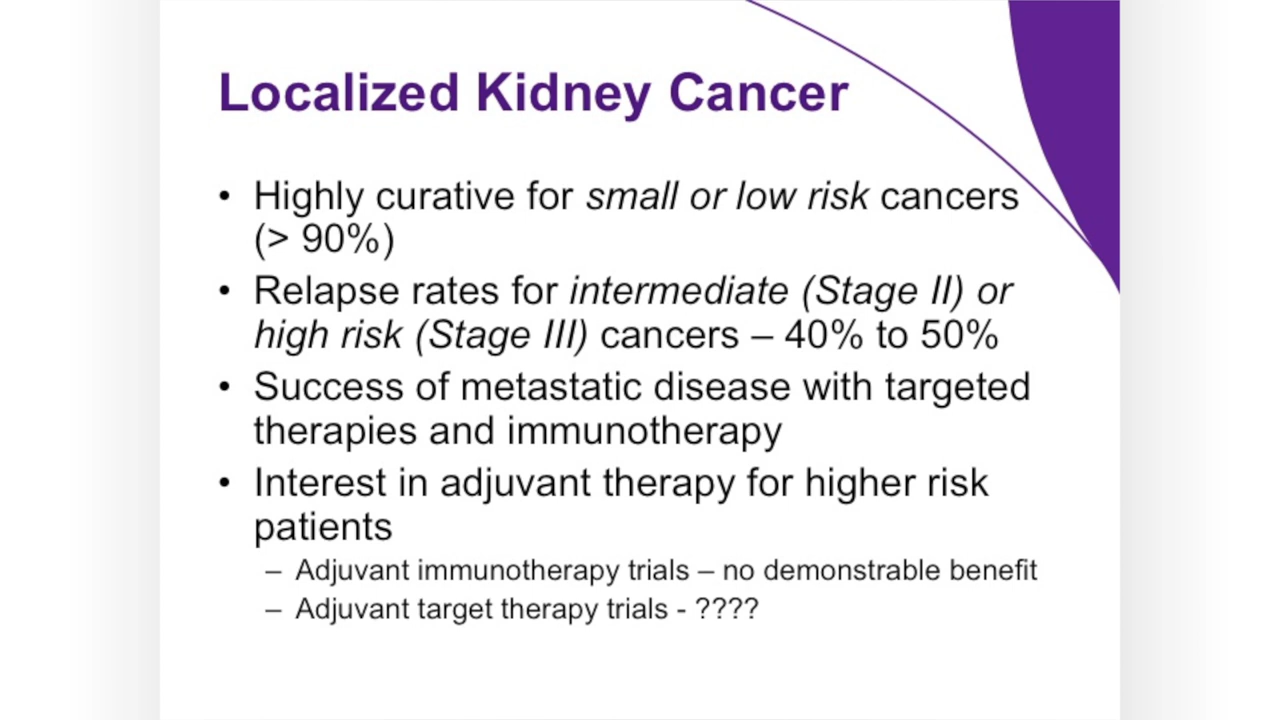 Localized Kidney Cancer
• Highly curative for small or low risk cancers
(> 90%)
• Relapse rates for intermediate (Stage II) or
high risk (Stage III) cancers – 40% to 50%
• Success of metastatic disease with targeted
therapies and immunotherapy
• Interest in adjuvant therapy for higher risk
patients
– Adjuvant immunotherapy trials – no demonstrable benefit
– Adjuvant target therapy trials - ????